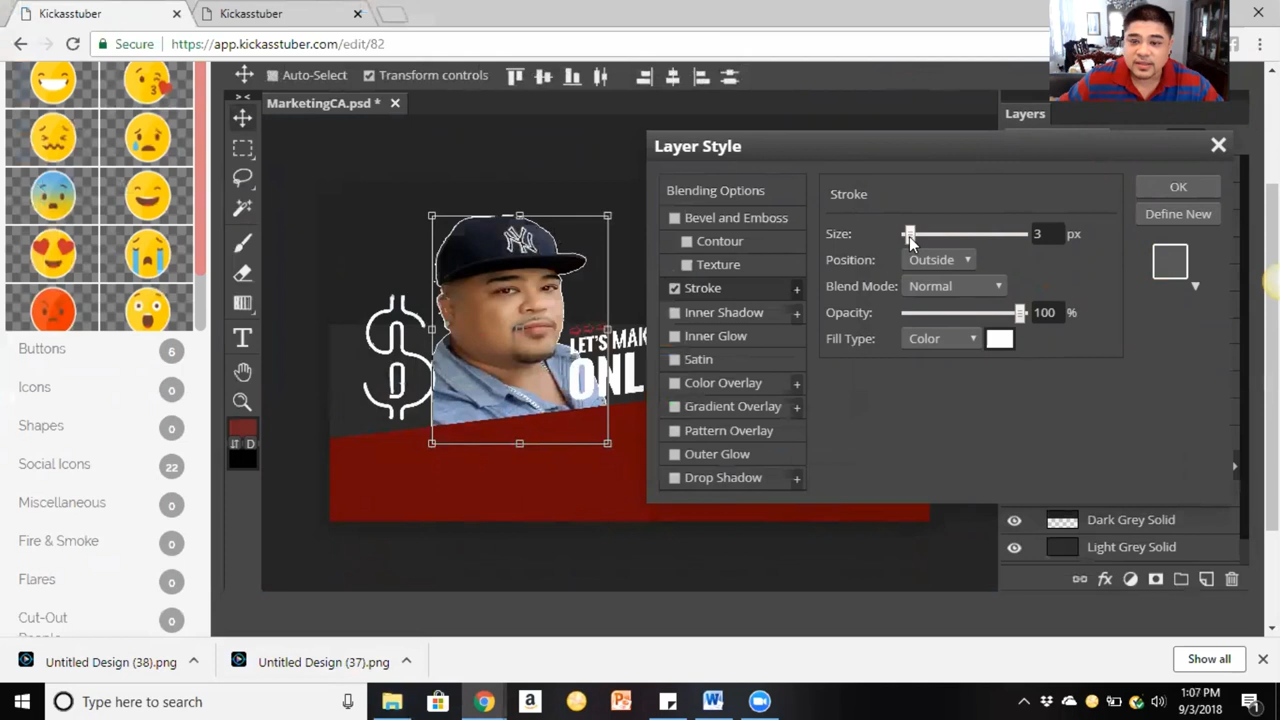 Kickasstuber
Kickasstuber
Secure
https://app.kickasstuber.com/edit/82
Auto-Select
Transform controls
MarketingCA.psd *
Layers
Layer Style
Blending Options
Bevel and Emboss
Contour
Texture
Stroke
Inner Shadow
Inner Glow
Satin
Color Overlay
Gradient Overlay
Pattern Overlay
Outer Glow
Drop Shadow
Stroke
Size:
3
px
Position:
Outside
Blend Mode:
Normal
Opacity:
100
%
Fill Type:
Color
OK
Define New
NY
LET'S MAK
ONL
Buttons
6
Icons
0
Shapes
0
Social Icons
22
Miscellaneous
0
Fire & Smoke
0
Flares
0
Cut-Out
0
D
Dark Grey Solid
Light Grey Solid
fx
Untitled Design (38).png
Untitled Design (37).png
Show all
Type here to search
1:07 PM
9/3/2018